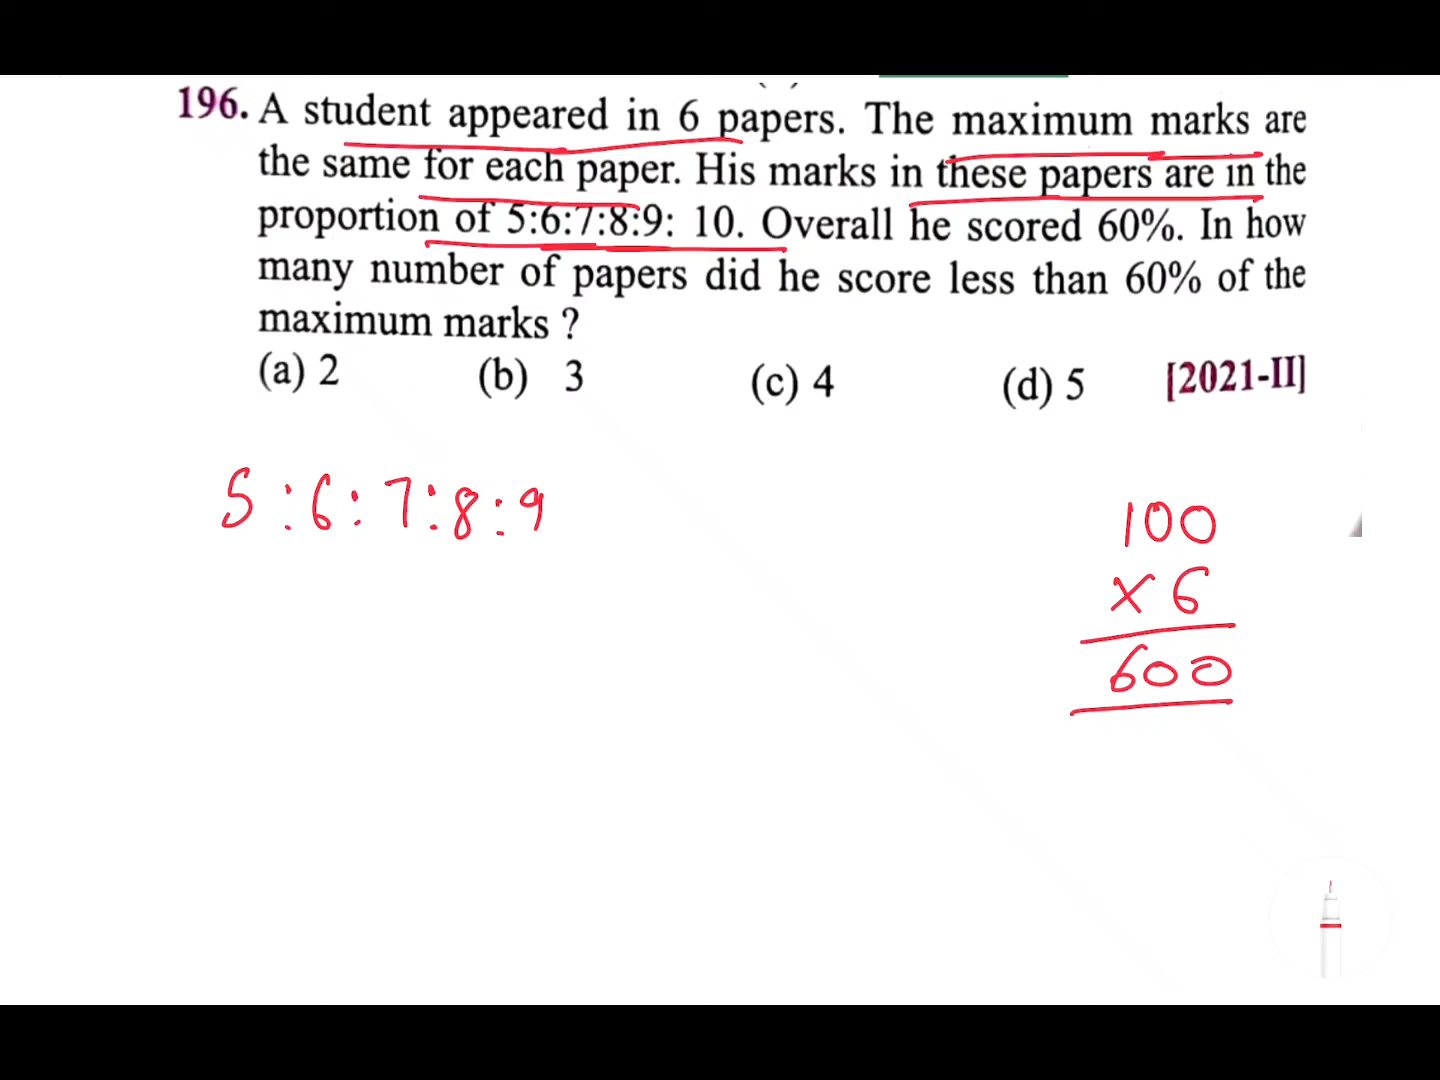 196. A student appeared in 6 papers. The maximum marks are
the same for each paper. His marks in these papers are in the
proportion of 5:6:7:8:9: 10. Overall he scored 60%. In how
many number of papers did he score less than 60% of the
maximum marks ?
(a) 2 (b) 3 (c) 4 (d) 5 [2021-II]
5 : 6 : 7 : 8 : 9
100
× 6
600